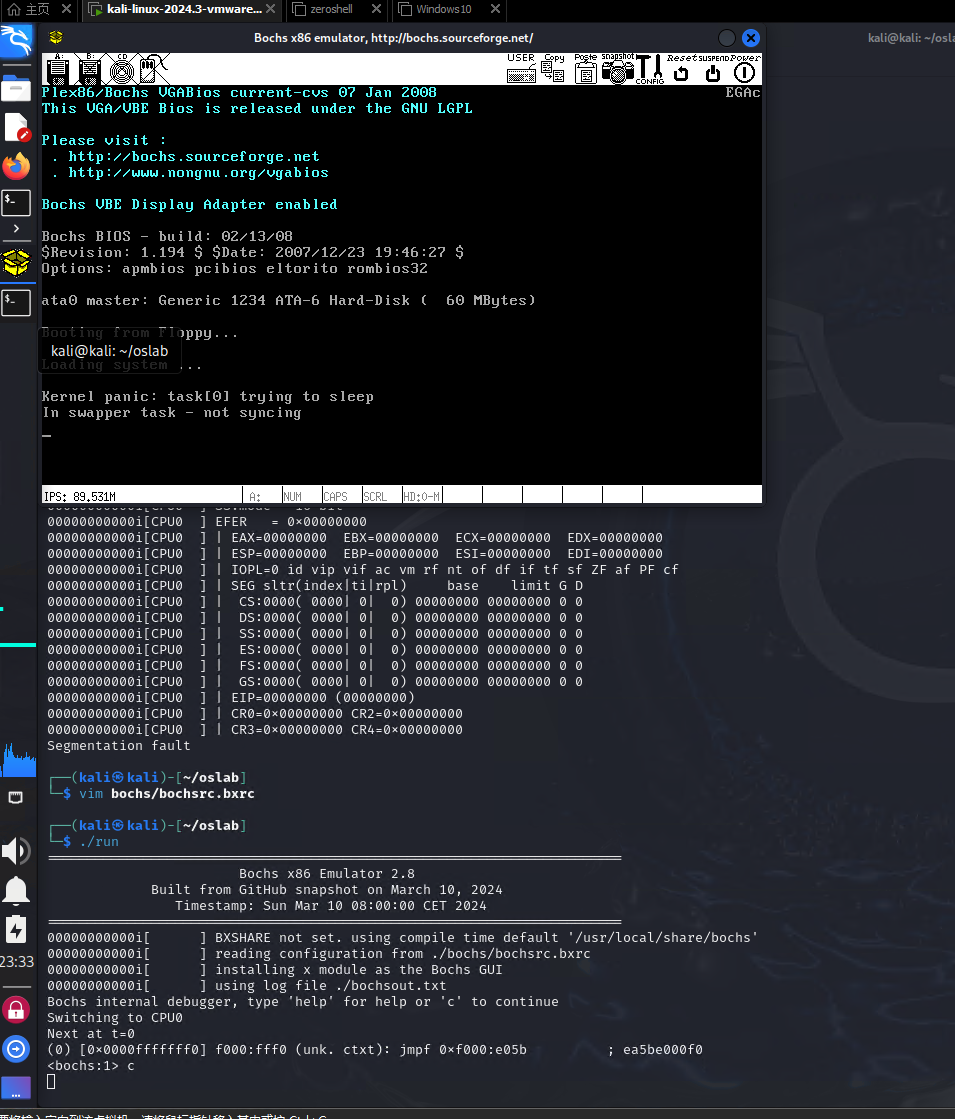 主页
kali-linux-2024.3-vmware...
zeroshell
Windows10
Bochs x86 emulator, http://bochs.sourceforge.net/
kali@kali: ~/osla
A: B: CD
USER Copy Paste snapshot CONFIG Reset SUSPEND Power
Plex86/Bochs VGABios current-cvs 07 Jan 2008 EGAc
This VGA/VBE Bios is released under the GNU LGPL
Please visit :
. http://bochs.sourceforge.net
. http://www.nongnu.org/vgabios
Bochs VBE Display Adapter enabled
Bochs BIOS - build: 02/13/08
$Revision: 1.194 $ $Date: 2007/12/23 19:46:27 $
Options: apmbios pcibios eltorito rombios32
ata0 master: Generic 1234 ATA-6 Hard-Disk ( 60 MBytes)
Booting from Floppy...
kali@kali: ~/oslab
Loading system ...
Kernel panic: task[0] trying to sleep
In swapper task - not syncing
IPS: 89.531M A: NUM CAPS SCRL HD:0-M
00000000000i[CPU0 ] EFER = 0×00000000
00000000000i[CPU0 ] | EAX=00000000 EBX=00000000 ECX=00000000 EDX=00000000
00000000000i[CPU0 ] | ESP=00000000 EBP=00000000 ESI=00000000 EDI=00000000
00000000000i[CPU0 ] | IOPL=0 id vip vif ac vm rf nt of df if tf sf ZF af PF cf
00000000000i[CPU0 ] | SEG sltr(index|ti|rpl) base limit G D
00000000000i[CPU0 ] | CS:0000( 0000| 0| 0) 00000000 00000000 0 0
00000000000i[CPU0 ] | DS:0000( 0000| 0| 0) 00000000 00000000 0 0
00000000000i[CPU0 ] | SS:0000( 0000| 0| 0) 00000000 00000000 0 0
00000000000i[CPU0 ] | ES:0000( 0000| 0| 0) 00000000 00000000 0 0
00000000000i[CPU0 ] | FS:0000( 0000| 0| 0) 00000000 00000000 0 0
00000000000i[CPU0 ] | GS:0000( 0000| 0| 0) 00000000 00000000 0 0
00000000000i[CPU0 ] | EIP=00000000 (00000000)
00000000000i[CPU0 ] | CR0=0×00000000 CR2=0×00000000
00000000000i[CPU0 ] | CR3=0×00000000 CR4=0×00000000
Segmentation fault
┌──(kali㉿kali)-[~/oslab]
└─$ vim bochs/bochsrc.bxrc
┌──(kali㉿kali)-[~/oslab]
└─$ ./run
Bochs x86 Emulator 2.8
Built from GitHub snapshot on March 10, 2024
Timestamp: Sun Mar 10 08:00:00 CET 2024
00000000000i[ ] BXSHARE not set. using compile time default '/usr/local/share/bochs'
00000000000i[ ] reading configuration from ./bochs/bochsrc.bxrc
00000000000i[ ] installing x module as the Bochs GUI
00000000000i[ ] using log file ./bochsout.txt
Bochs internal debugger, type 'help' for help or 'c' to continue
Switching to CPU0
Next at t=0
(0) [0×0000fffffff0] f000:fff0 (unk. ctxt): jmpf 0×f000:e05b ; ea5be000f0
<bochs:1> c
23:33